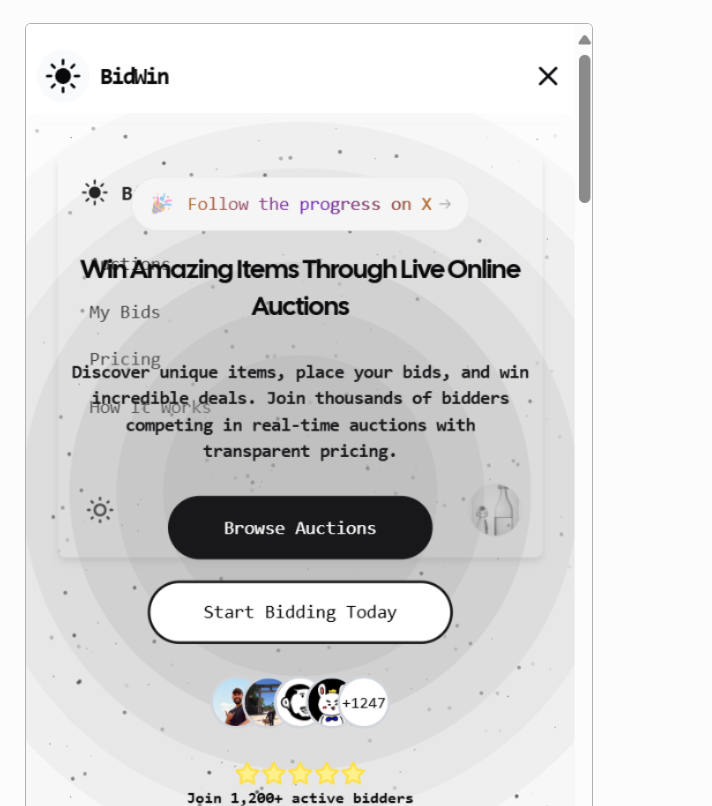 BidWin
B
🎉 Follow the progress on X →
Auctions
Win Amazing Items Through Live Online
Auctions
My Bids
Pricing
Discover unique items, place your bids, and win
incredible deals. Join thousands of bidders
How it Works
competing in real-time auctions with
transparent pricing.
Browse Auctions
Start Bidding Today
+1247
Join 1,200+ active bidders